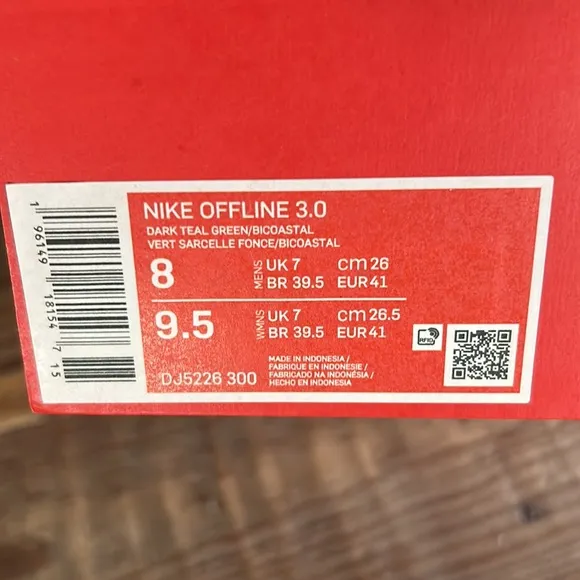 NIKE OFFLINE 3.0
DARK TEAL GREEN/BICOASTAL
VERT SARCELLE FONCE/BICOASTAL
8 MENS UK 7 cm 26
BR 39.5 EUR 41
9.5 WMNS UK 7 cm 26.5
BR 39.5 EUR 41
DJ5226 300
MADE IN INDONESIA /
FABRIQUE EN INDONESIE /
FABRICADO NA INDONÉSIA /
HECHO EN INDONESIA
RFID
1 96149 18154 7 15